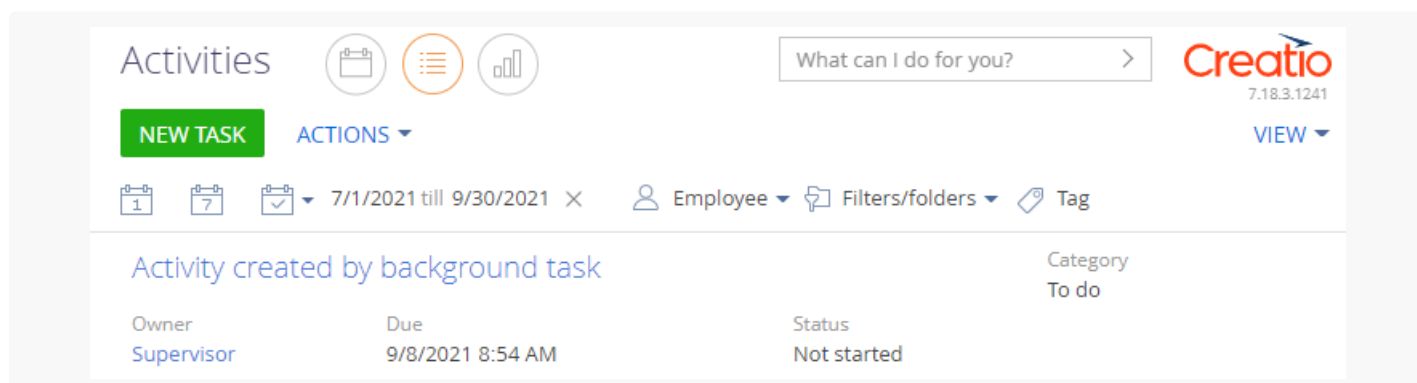 Activities
What can I do for you?
Creatio
7.18.3.1241
NEW TASK
ACTIONS
VIEW
1
7
7/1/2021 till 9/30/2021
Employee
Filters/folders
Tag
Activity created by background task
Category
To do
Owner
Due
Status
Supervisor
9/8/2021 8:54 AM
Not started